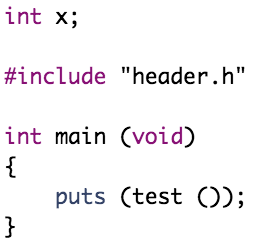 int x;
#include "header.h"
int main (void)
{
    puts (test ());
}